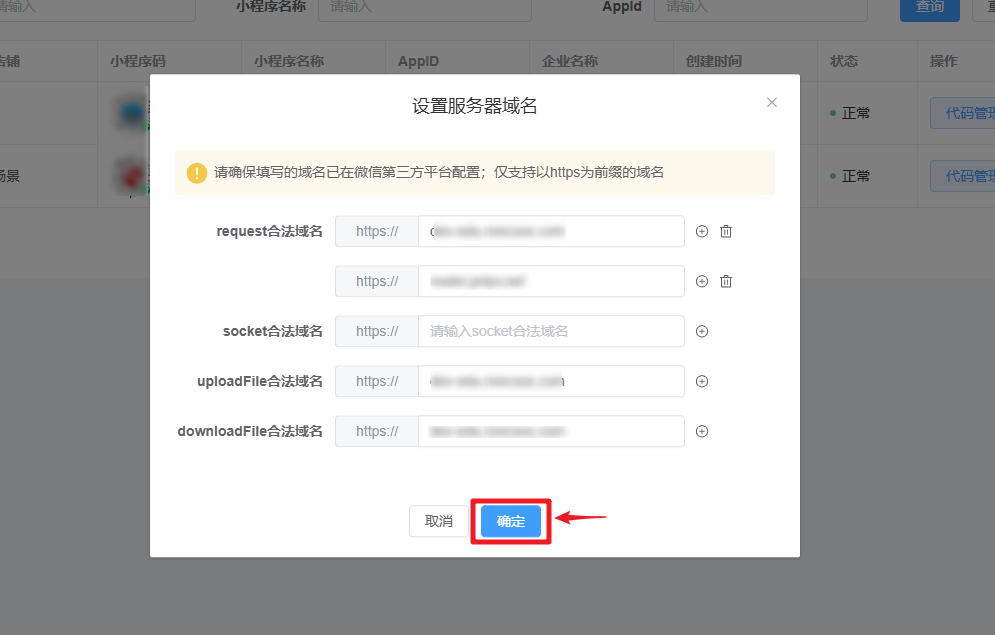 请输入 小程序名称 请输入 AppId 请输入 查询
店铺 小程序码 小程序名称 AppID 企业名称 创建时间 状态 操作
正常 代码管理
场景 正常 代码管理
设置服务器域名
请确保填写的域名已在微信第三方平台配置；仅支持以https为前缀的域名
request合法域名 https://
https://
socket合法域名 https:// 请输入socket合法域名
uploadFile合法域名 https://
downloadFile合法域名 https://
取消 确定